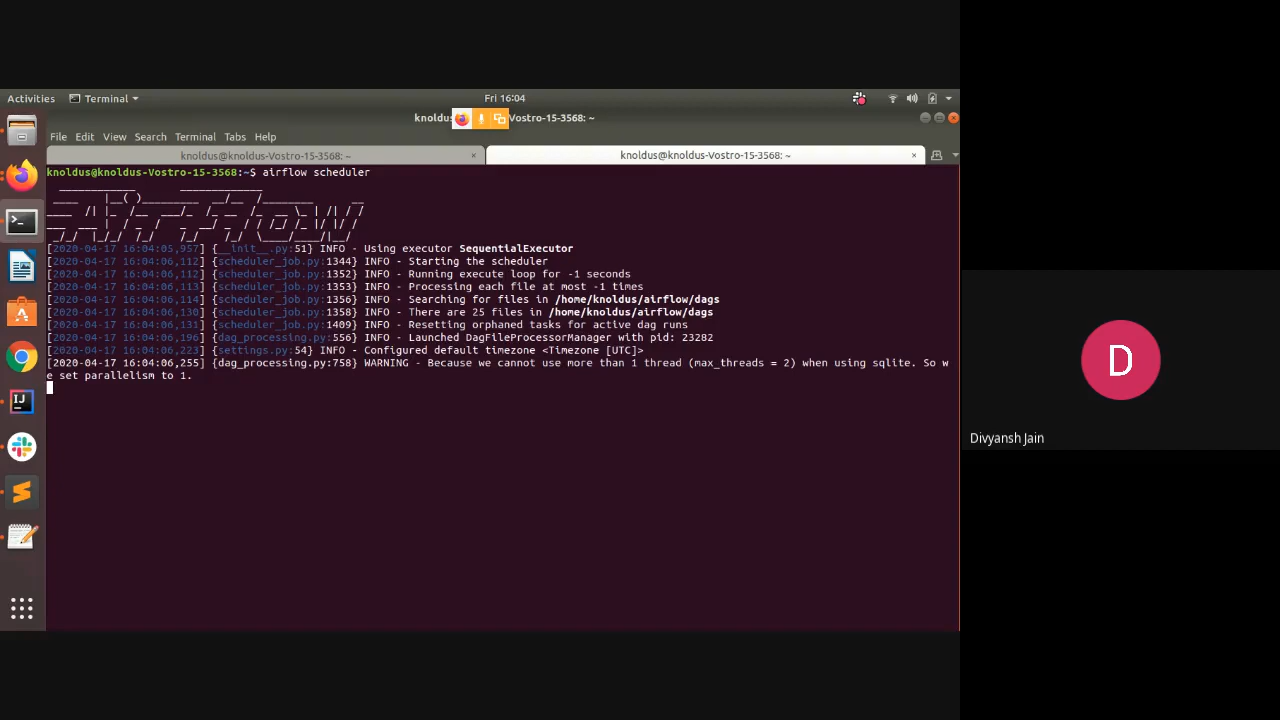 Activities
Terminal
Fri 16:04
knoldus
Vostro-15-3568: ~
File Edit View Search Terminal Tabs Help
knoldus@knoldus-Vostro-15-3568: ~
knoldus@knoldus-Vostro-15-3568: ~
knoldus@knoldus-Vostro-15-3568:~$ airflow scheduler
[2020-04-17 16:04:05,957] {__init__.py:51} INFO - Using executor SequentialExecutor
[2020-04-17 16:04:06,112] {scheduler_job.py:1344} INFO - Starting the scheduler
[2020-04-17 16:04:06,112] {scheduler_job.py:1352} INFO - Running execute loop for -1 seconds
[2020-04-17 16:04:06,113] {scheduler_job.py:1353} INFO - Processing each file at most -1 times
[2020-04-17 16:04:06,114] {scheduler_job.py:1356} INFO - Searching for files in /home/knoldus/airflow/dags
[2020-04-17 16:04:06,130] {scheduler_job.py:1358} INFO - There are 25 files in /home/knoldus/airflow/dags
[2020-04-17 16:04:06,131] {scheduler_job.py:1409} INFO - Resetting orphaned tasks for active dag runs
[2020-04-17 16:04:06,196] {dag_processing.py:556} INFO - Launched DagFileProcessorManager with pid: 23282
[2020-04-17 16:04:06,223] {settings.py:54} INFO - Configured default timezone <Timezone [UTC]>
[2020-04-17 16:04:06,255] {dag_processing.py:758} WARNING - Because we cannot use more than 1 thread (max_threads = 2) when using sqlite. So w
e set parallelism to 1.
D
Divyansh Jain